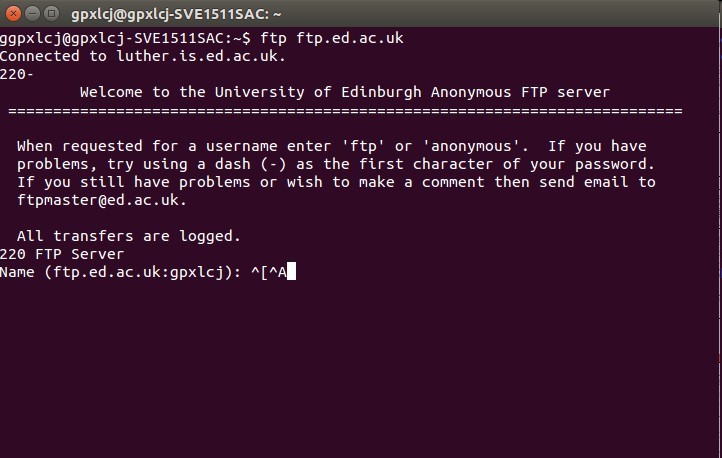 gpxlcj@gpxlcj-SVE1511SAC: ~
ggpxlcj@gpxlcj-SVE1511SAC:~$ ftp ftp.ed.ac.uk
Connected to luther.is.ed.ac.uk.
220-
Welcome to the University of Edinburgh Anonymous FTP server
===========================================================================
When requested for a username enter 'ftp' or 'anonymous'.  If you have
problems, try using a dash (-) as the first character of your password.
If you still have problems or wish to make a comment then send email to
ftpmaster@ed.ac.uk.
All transfers are logged.
220 FTP Server
Name (ftp.ed.ac.uk:gpxlcj): ^[^A